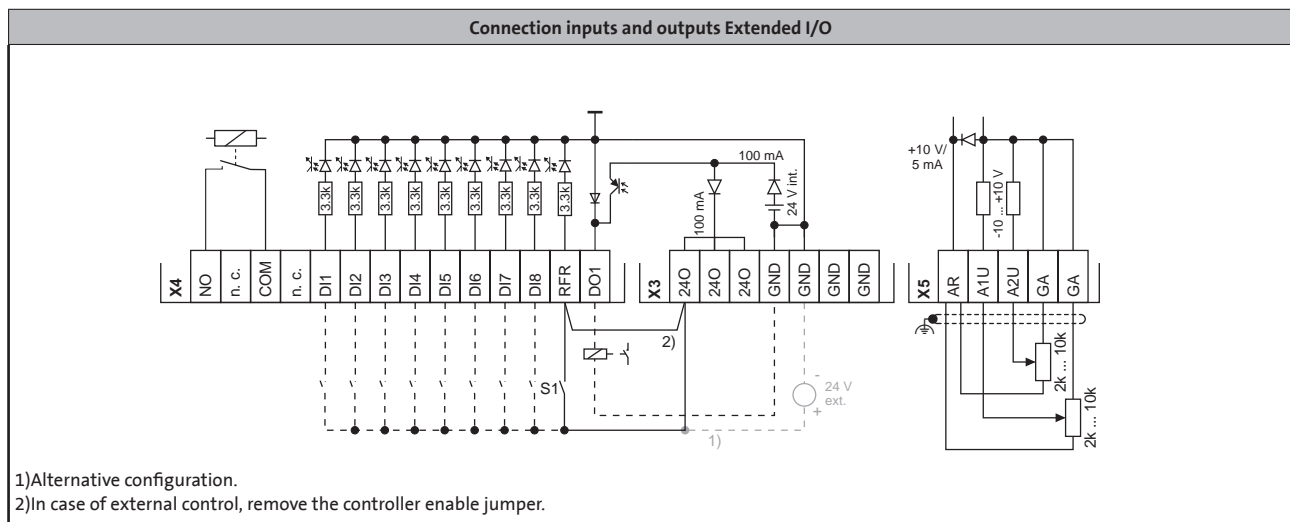 Connection inputs and outputs Extended I/O
3.3k
3.3k
3.3k
3.3k
3.3k
3.3k
3.3k
3.3k
3.3k
100 mA
100 mA
24 V int.
+10 V/
5 mA
-10 ... +10 V
X4
NO
n. c.
COM
n. c.
DI1
DI2
DI3
DI4
DI5
DI6
DI7
DI8
RFR
DO1
X3
24O
24O
24O
GND
GND
GND
GND
X5
AR
A1U
A2U
GA
GA
2)
S1
-
24 V
ext.
+
1)
2k ... 10k
2k ... 10k
1)Alternative configuration.
2)In case of external control, remove the controller enable jumper.